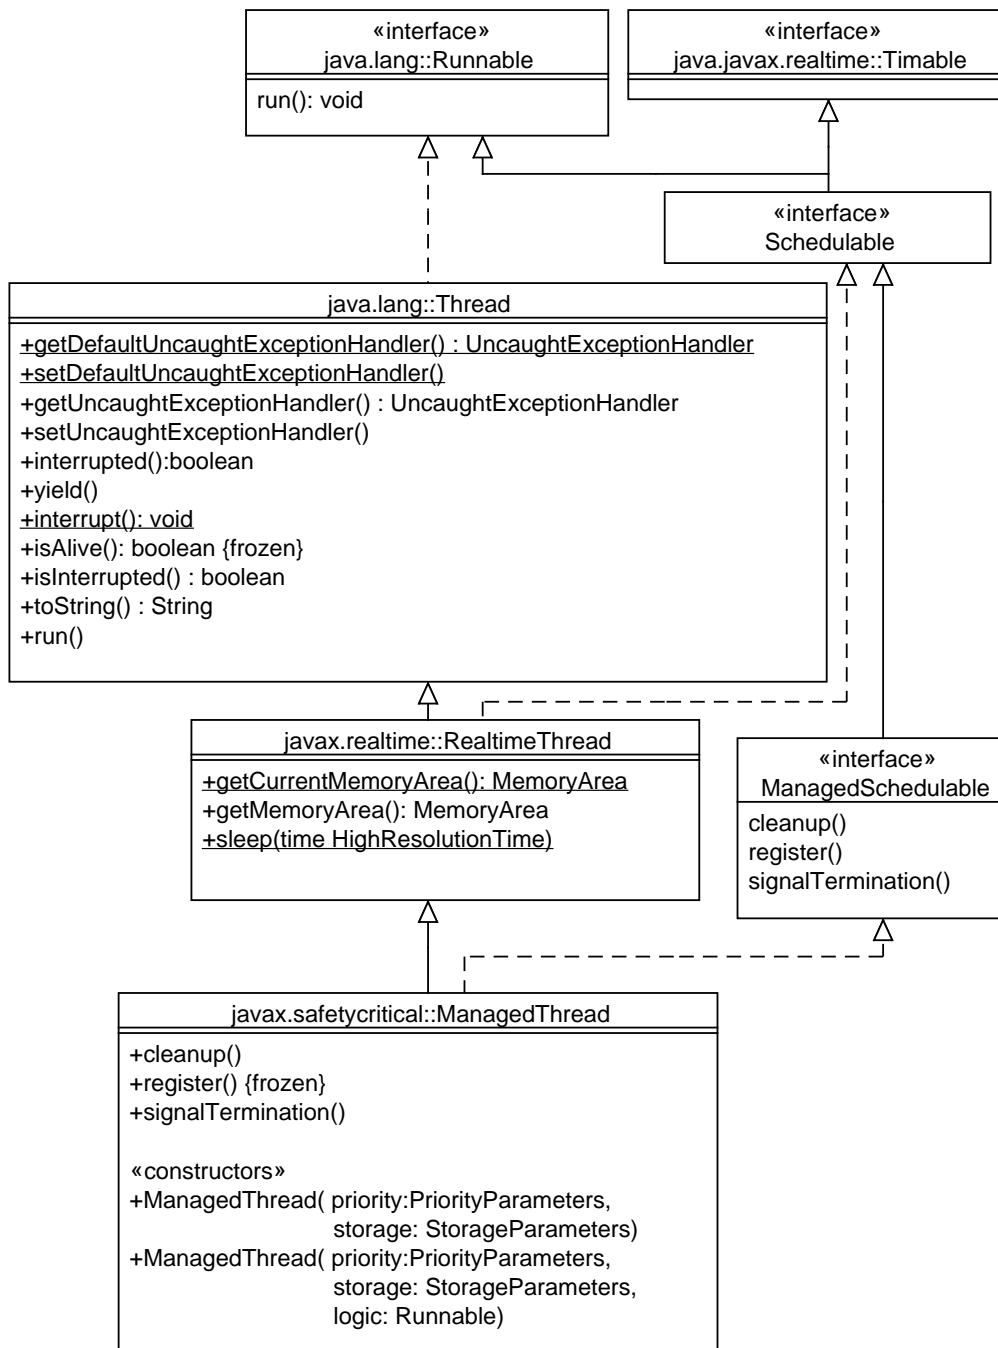 «interface»
java.lang::Runnable
run(): void
«interface»
java.javax.realtime::Timable
«interface»
Schedulable
java.lang::Thread
+getDefaultUncaughtExceptionHandler() : UncaughtExceptionHandler
+setDefaultUncaughtExceptionHandler()
+getUncaughtExceptionHandler() : UncaughtExceptionHandler
+setUncaughtExceptionHandler()
+interrupted():boolean
+yield()
+interrupt(): void
+isAlive(): boolean {frozen}
+isInterrupted() : boolean
+toString() : String
+run()
javax.realtime::RealtimeThread
+getCurrentMemoryArea(): MemoryArea
+getMemoryArea(): MemoryArea
+sleep(time HighResolutionTime)
«interface»
ManagedSchedulable
cleanup()
register()
signalTermination()
javax.safetycritical::ManagedThread
+cleanup()
+register() {frozen}
+signalTermination()
«constructors»
+ManagedThread( priority:PriorityParameters,
storage: StorageParameters)
+ManagedThread( priority:PriorityParameters,
storage: StorageParameters,
logic: Runnable)